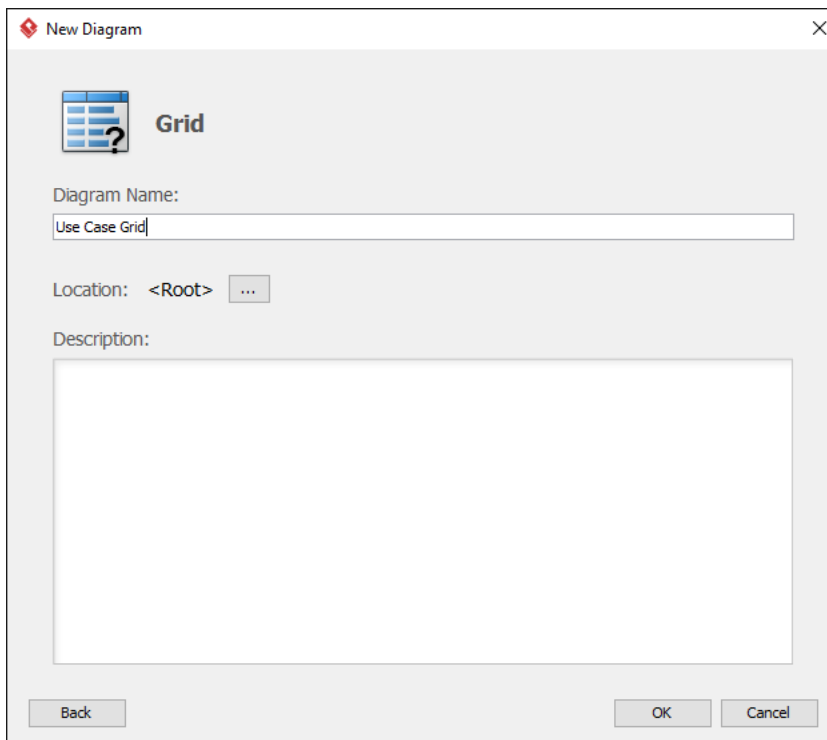 New Diagram
Grid
Diagram Name:
Use Case Grid
Location: <Root> ...
Description:
Back OK Cancel